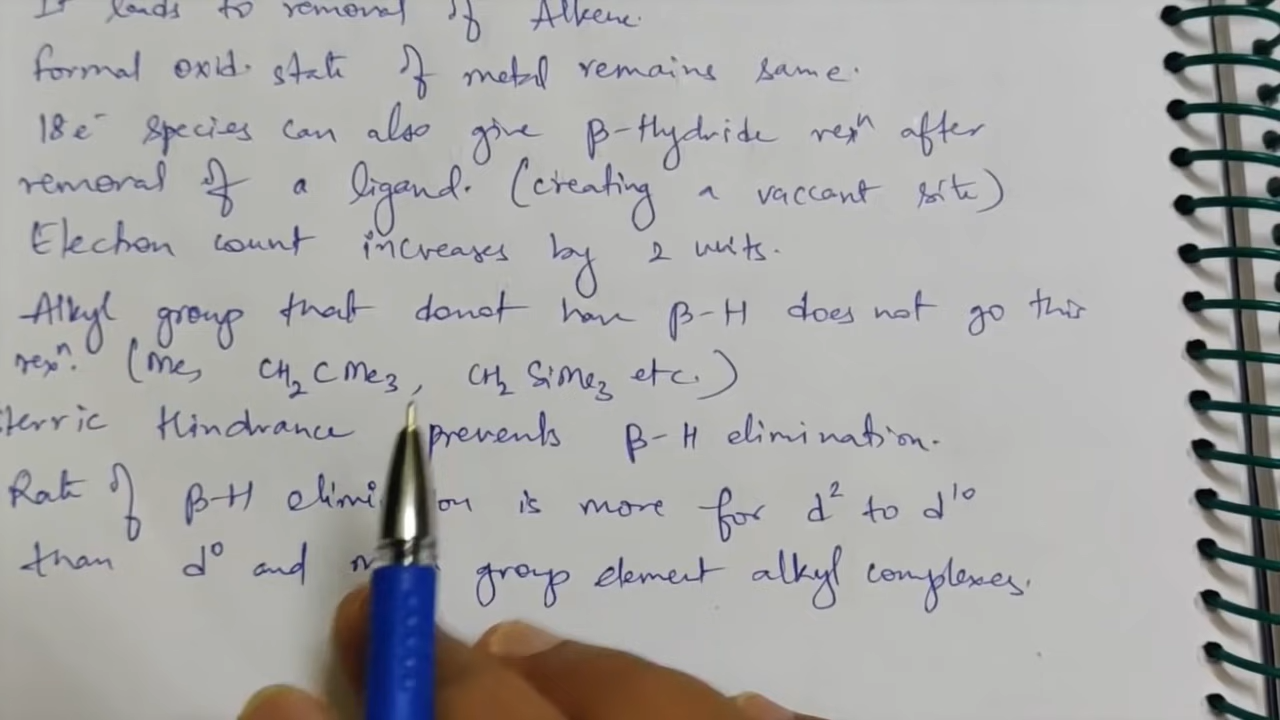 It leads to removal of Alkene.
formal oxid. state of metal remains same.
18e⁻ species can also give β-Hydride rexⁿ after
removal of a ligand. (creating a vaccant site)
Electron count increases by 2 units.
Alkyl group that donot have β-H does not go this
rexⁿ. (Me, CH₂CMe₃, CH₂SiMe₃ etc.)
Hindrance prevents β-H elimination.
Rate of β-H is more for d² to d¹⁰
than d⁰ and group element alkyl complexes.